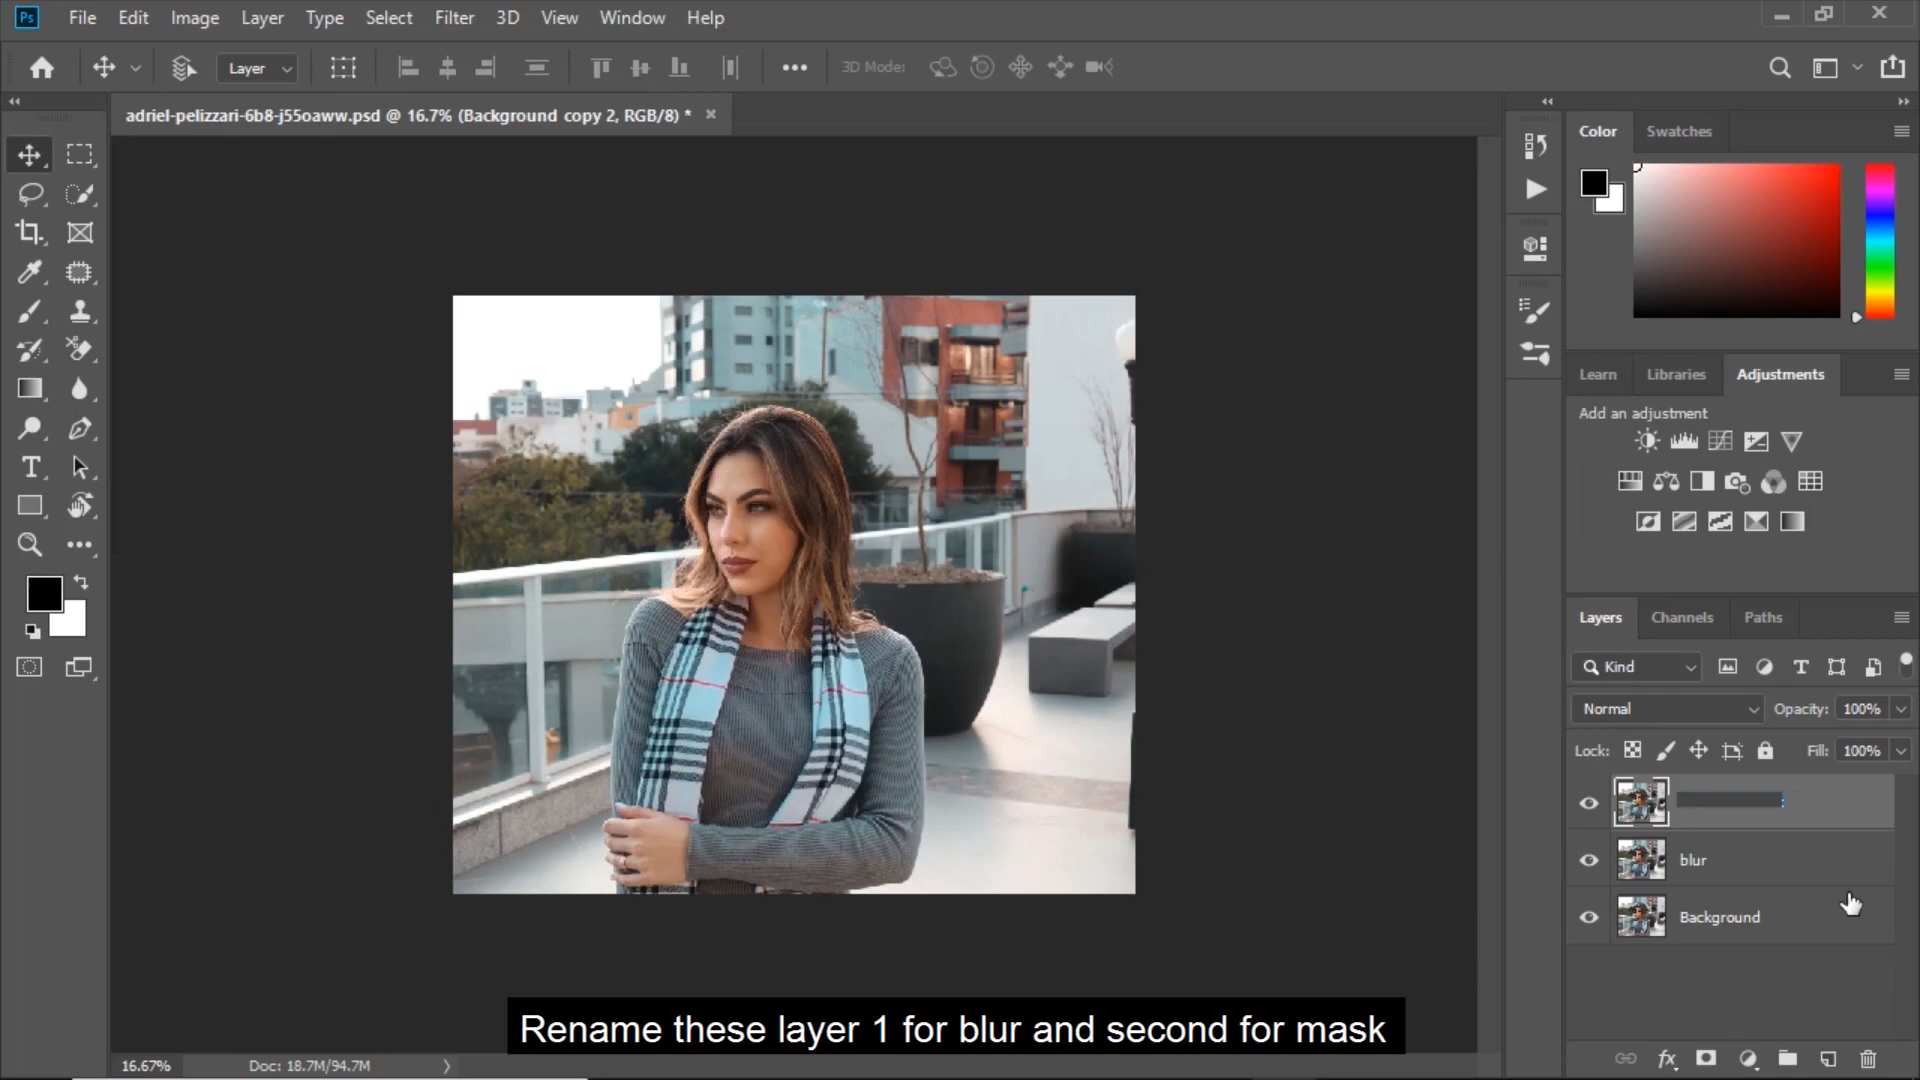 Ps File Edit Image Layer Type Select Filter 3D View Window Help
Layer 3D Mode:
adriel-pelizzari-6b8-j55oaww.psd @ 16.7% (Background copy 2, RGB/8) *
Color Swatches
Learn Libraries Adjustments
Add an adjustment
Layers Channels Paths
Kind
Normal Opacity: 100%
Lock: Fill: 100%
blur
Background
Rename these layer 1 for blur and second for mask
16.67% Doc: 18.7M/94.7M
fx